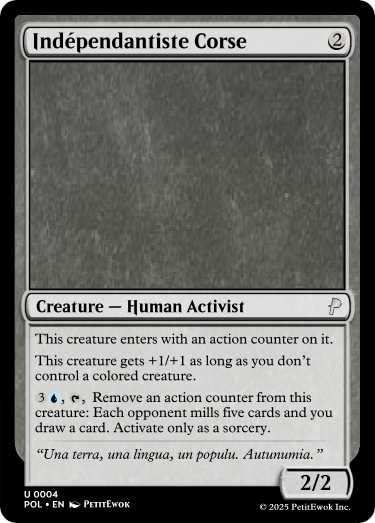 Indépendantiste Corse 2
Creature — Human Activist
This creature enters with an action counter on it.
This creature gets +1/+1 as long as you don't
control a colored creature.
3 , , Remove an action counter from this
creature: Each opponent mills five cards and you
draw a card. Activate only as a sorcery.
“Una terra, una lingua, un populu. Autunumia.”
2/2
U 0004
POL • EN PetitEwok
© 2025 PetitEwok Inc.